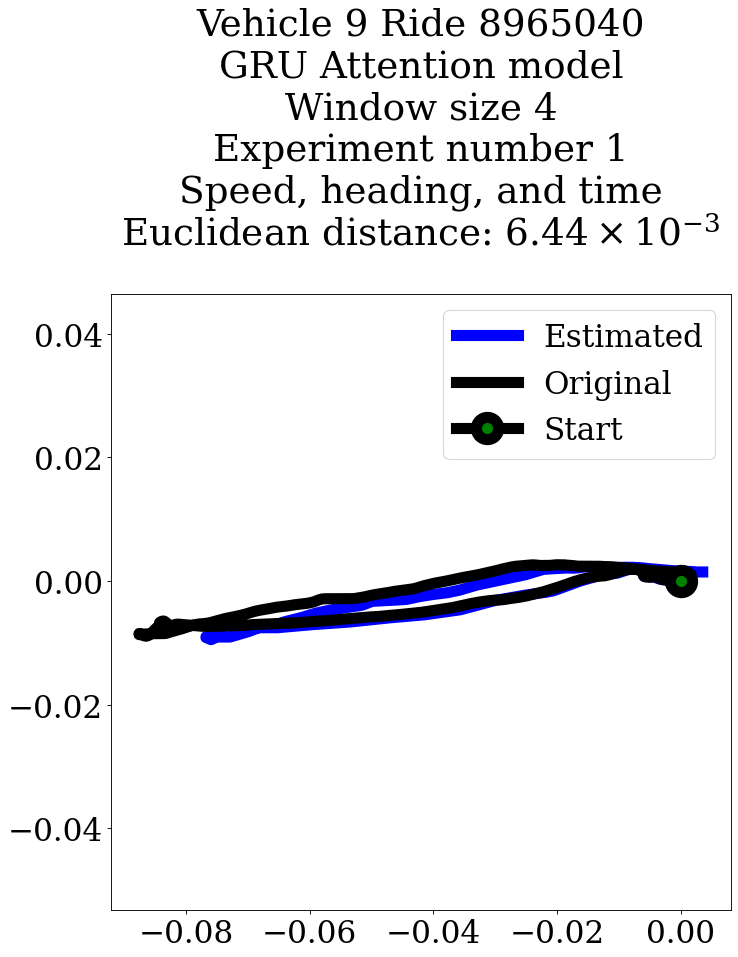 Vehicle 9 Ride 8965040
GRU Attention model
Window size 4
Experiment number 1
Speed, heading, and time
Euclidean distance: 6.44 × 10⁻³
Estimated
Original
Start
0.04
0.02
0.00
−0.02
−0.04
−0.08 −0.06 −0.04 −0.02 0.00